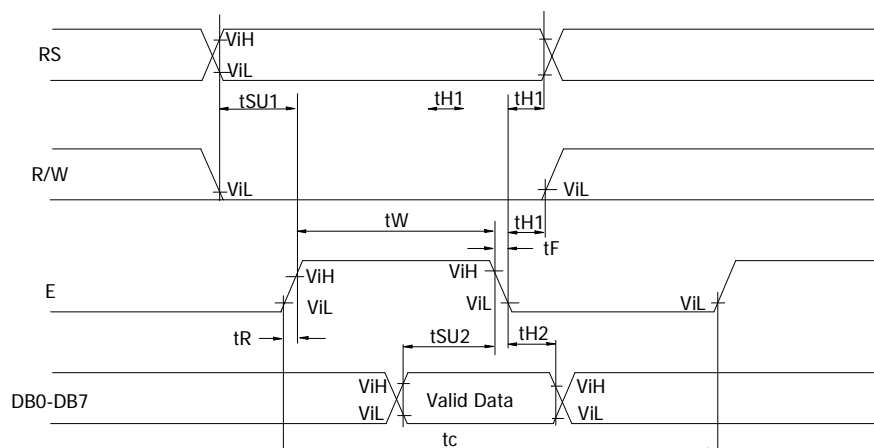 RS
ViH
ViL
tSU1
tH1
tH1
R/W
ViL
ViL
tW
tH1
tF
E
ViH
ViH
ViL
ViL
ViL
tR
tSU2
tH2
DB0-DB7
ViH
Valid Data
ViH
ViL
ViL
tc